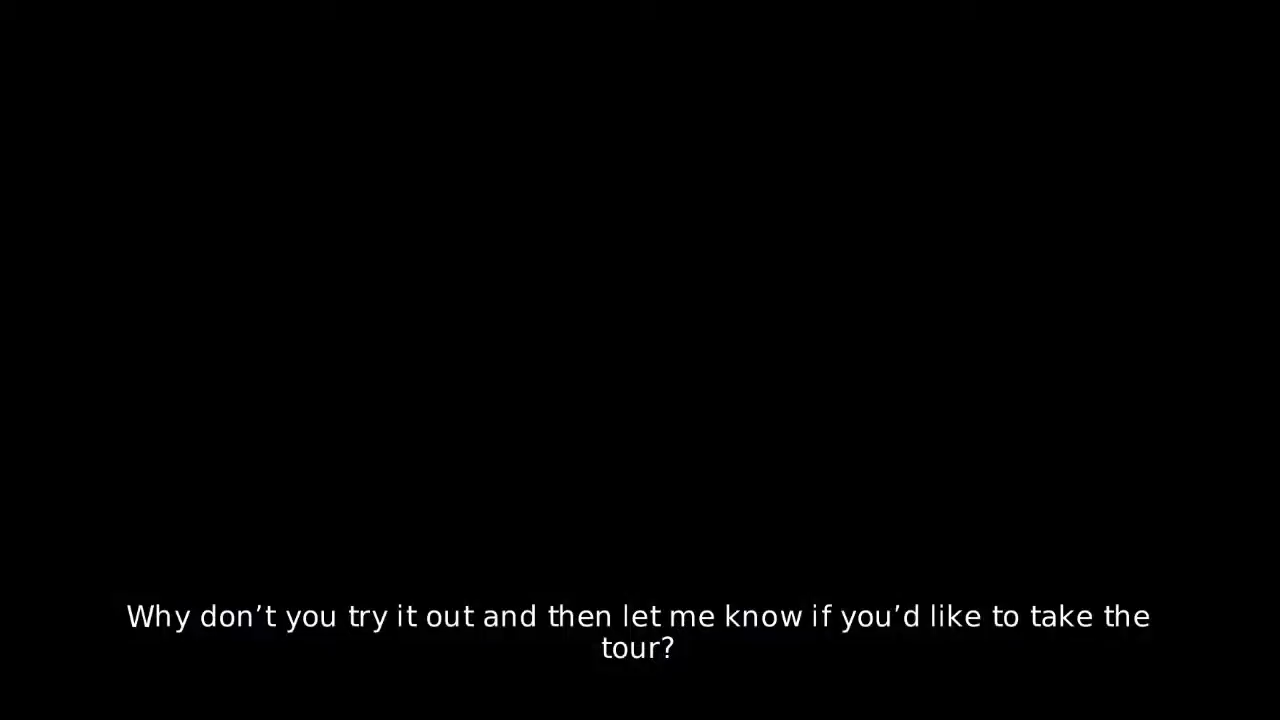 Why don’t you try it out and then let me know if you’d like to take the
tour?